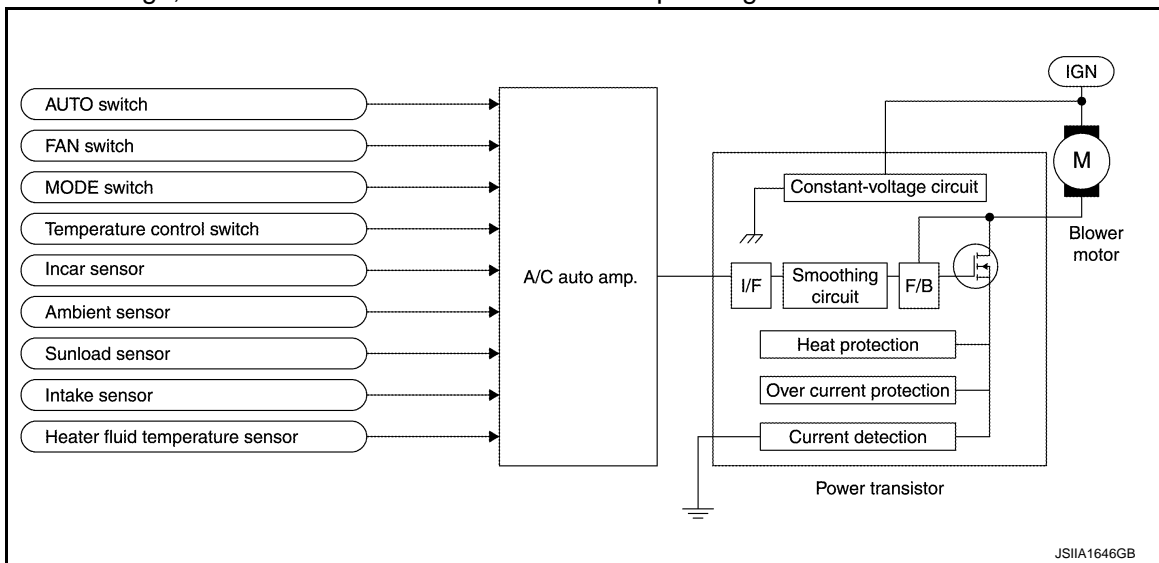 IGN
AUTO switch
FAN switch
MODE switch
Temperature control switch
Incar sensor
Ambient sensor
Sunload sensor
Intake sensor
Heater fluid temperature sensor
A/C auto amp.
Constant-voltage circuit
M
Blower
motor
I/F
Smoothing
circuit
F/B
Heat protection
Over current protection
Current detection
Power transistor
JSIIA1646GB